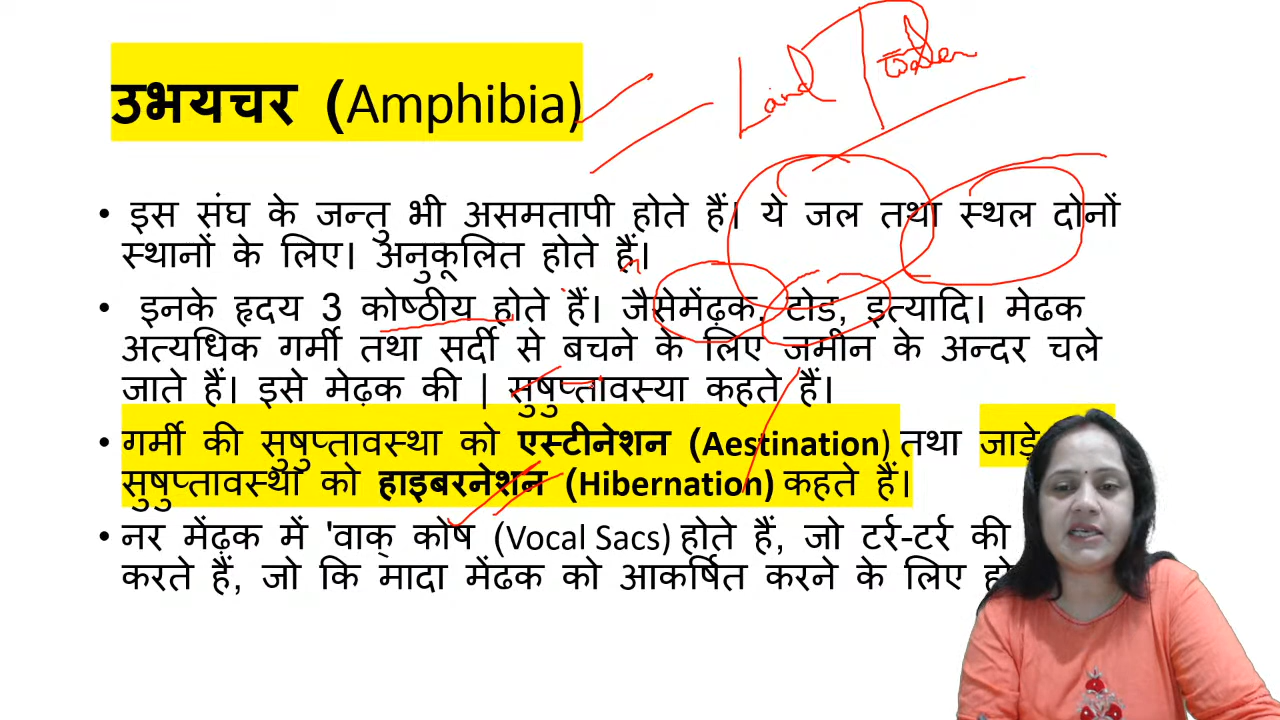 उभयचर (Amphibia)
Land Water
• इस संघ के जन्तु भी असमतापी होते हैं। ये जल तथा स्थल दोनों
स्थानों के लिए। अनुकूलित होते हैं।
• इनके हृदय 3 कोष्ठीय होते हैं। जैसेमेंढ़क, टोड, इत्यादि। मेढक
अत्यधिक गर्मी तथा सर्दी से बचने के लिए जमीन के अन्दर चले
जाते हैं। इसे मेढ़क की | सुषुप्तावस्या कहते हैं।
• गर्मी की सुषुप्तावस्था को एस्टीनेशन (Aestination) तथा जाड़े
सुषुप्तावस्था को हाइबरनेशन (Hibernation) कहते हैं।
• नर मेंढ़क में 'वाक् कोष (Vocal Sacs) होते हैं, जो टर्र-टर्र की
करते हैं, जो कि मादा मेंढक को आकर्षित करने के लिए